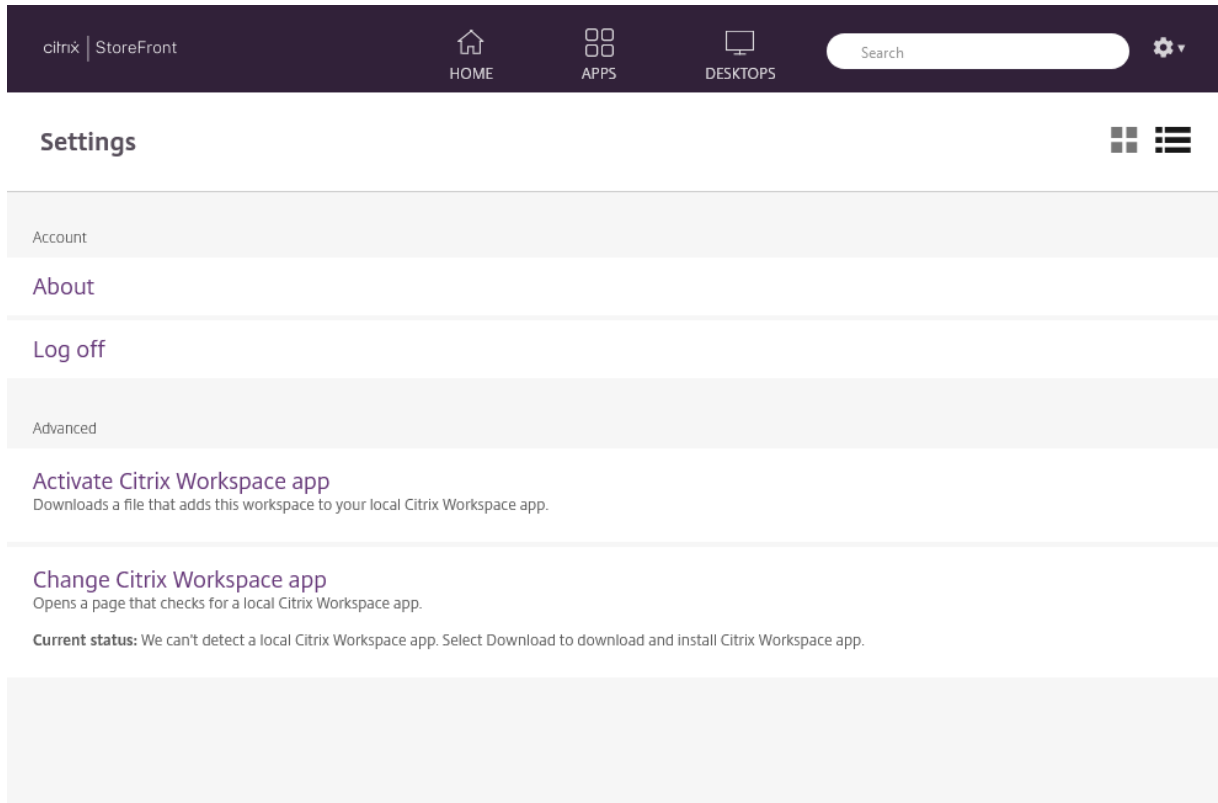 citrix | StoreFront
HOME
APPS
DESKTOPS
Search
Settings
Account
About
Log off
Advanced
Activate Citrix Workspace app
Downloads a file that adds this workspace to your local Citrix Workspace app.
Change Citrix Workspace app
Opens a page that checks for a local Citrix Workspace app.
Current status: We can't detect a local Citrix Workspace app. Select Download to download and install Citrix Workspace app.